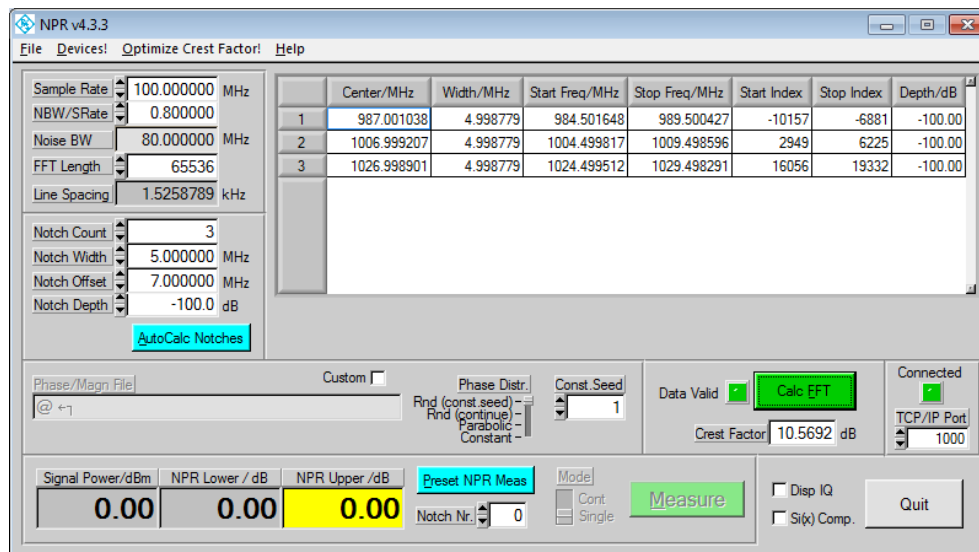 NPR v4.3.3
File Devices! Optimize Crest Factor! Help
Sample Rate 100.000000 MHz
NBW/SRate 0.800000
Noise BW 80.000000 MHz
FFT Length 65536
Line Spacing 1.5258789 kHz
Center/MHz Width/MHz Start Freq/MHz Stop Freq/MHz Start Index Stop Index Depth/dB
1 987.001038 4.998779 984.501648 989.500427 -10157 -6881 -100.00
2 1006.999207 4.998779 1004.499817 1009.498596 2949 6225 -100.00
3 1026.998901 4.998779 1024.499512 1029.498291 16056 19332 -100.00
Notch Count 3
Notch Width 5.000000 MHz
Notch Offset 7.000000 MHz
Notch Depth -100.0 dB
AutoCalc Notches
Phase/Magn File Custom
@ ↤┐
Phase Distr.
Rnd (const.seed)
Rnd (continue)
Parabolic
Constant
Const.Seed
1
Data Valid Calc FFT
Crest Factor 10.5692 dB
Connected
TCP/IP Port
1000
Signal Power/dBm NPR Lower / dB NPR Upper /dB
0.00 0.00 0.00
Preset NPR Meas
Notch Nr. 0
Mode
Cont
Single
Measure
Disp IQ
Si(x) Comp.
Quit